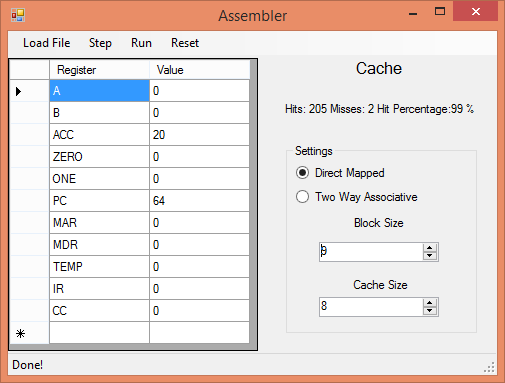 Assembler
Load File Step Run Reset
Register Value
A 0
B 0
ACC 20
ZERO 0
ONE 0
PC 64
MAR 0
MDR 0
TEMP 0
IR 0
CC 0
Cache
Hits: 205 Misses: 2 Hit Percentage:99 %
Settings
Direct Mapped
Two Way Associative
Block Size
9
Cache Size
8
Done!